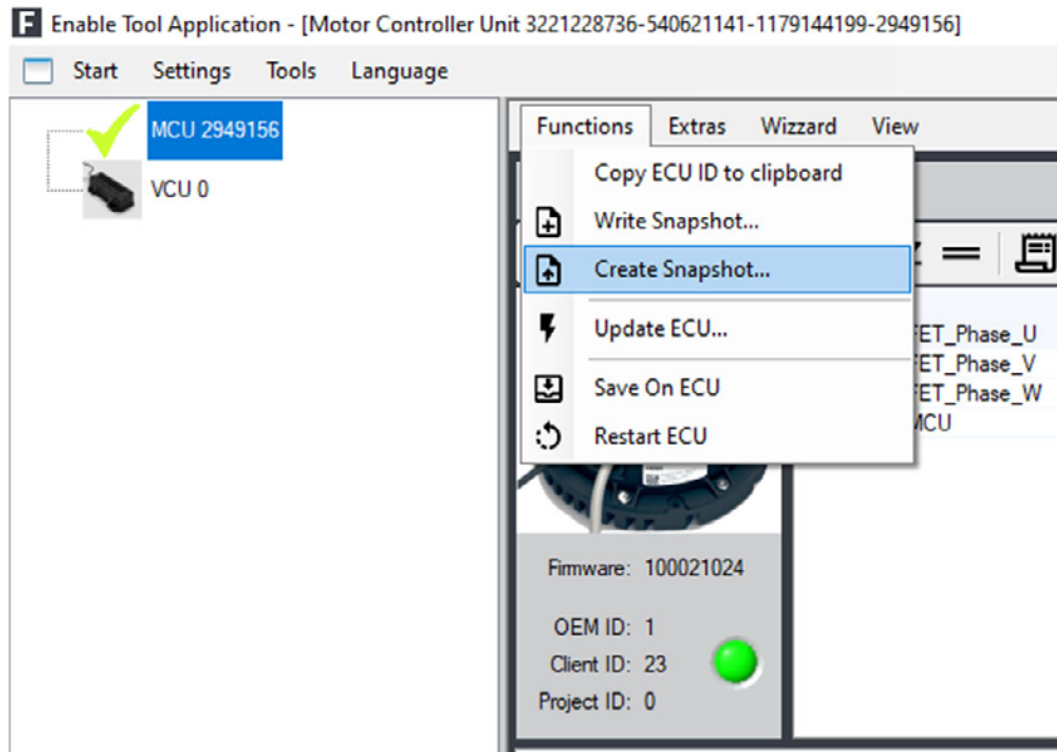 F Enable Tool Application - [Motor Controller Unit 3221228736-540621141-1179144199-2949156]
Start Settings Tools Language
MCU 2949156
VCU 0
Functions Extras Wizzard View
Copy ECU ID to clipboard
Write Snapshot...
Create Snapshot...
Update ECU...
Save On ECU
Restart ECU
FET_Phase_U
FET_Phase_V
FET_Phase_W
MCU
Firmware: 100021024
OEM ID: 1
Client ID: 23
Project ID: 0